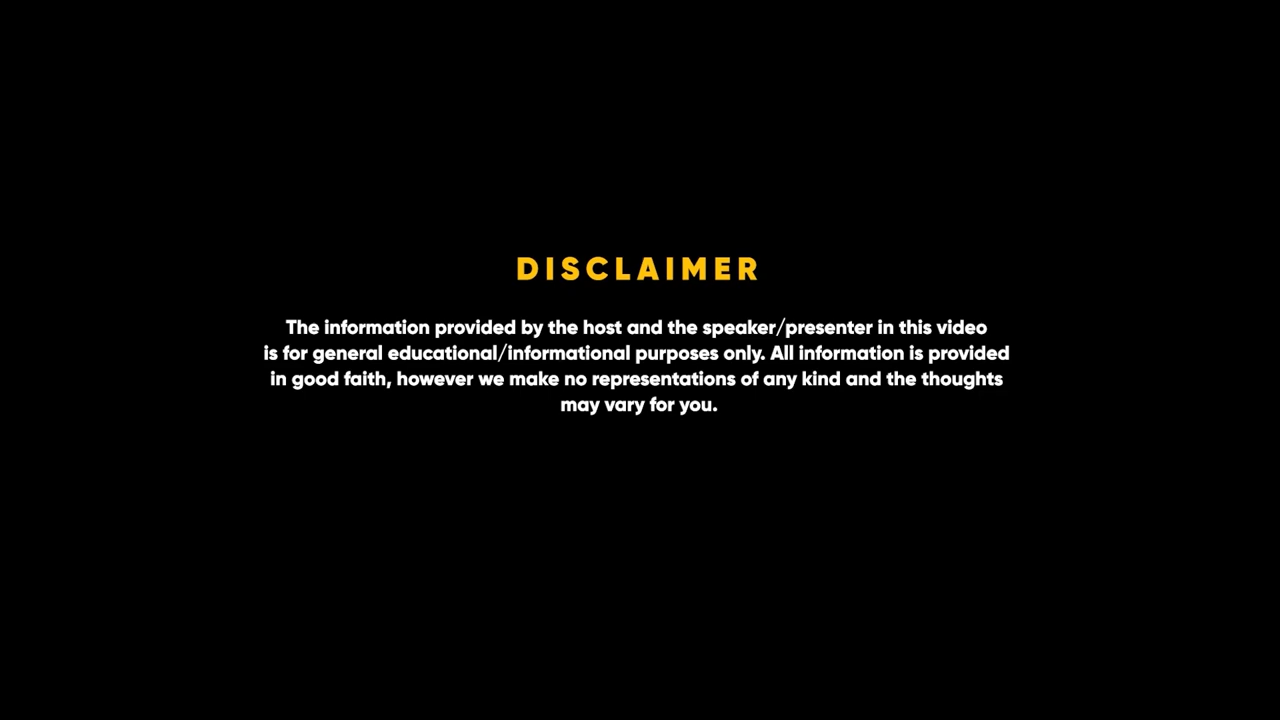 DISCLAIMER
The information provided by the host and the speaker/presenter in this video
is for general educational/informational purposes only. All information is provided
in good faith, however we make no representations of any kind and the thoughts
may vary for you.